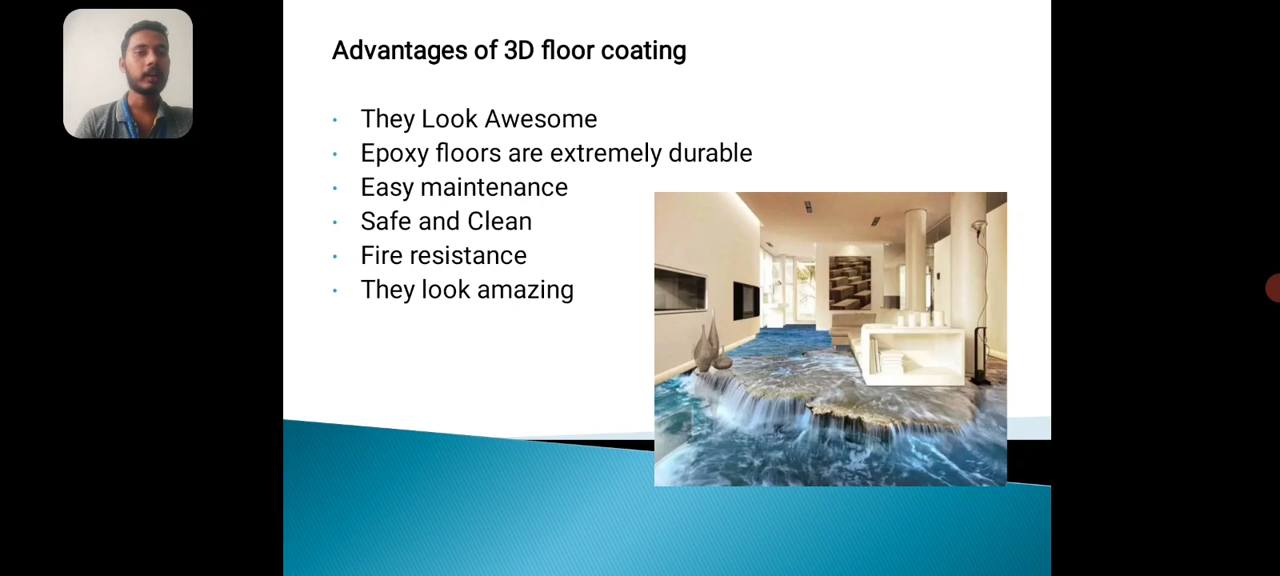 Advantages of 3D floor coating
They Look Awesome
Epoxy floors are extremely durable
Easy maintenance
Safe and Clean
Fire resistance
They look amazing